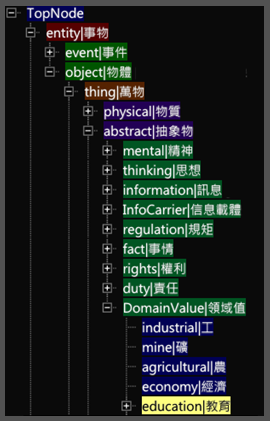 TopNode
entity|事物
event|事件
object|物體
thing|萬物
physical|物質
abstract|抽象物
mental|精神
thinking|思想
information|訊息
InfoCarrier|信息載體
regulation|規矩
fact|事情
rights|權利
duty|責任
DomainValue|領域值
industrial|工
mine|礦
agricultural|農
economy|經濟
education|教育